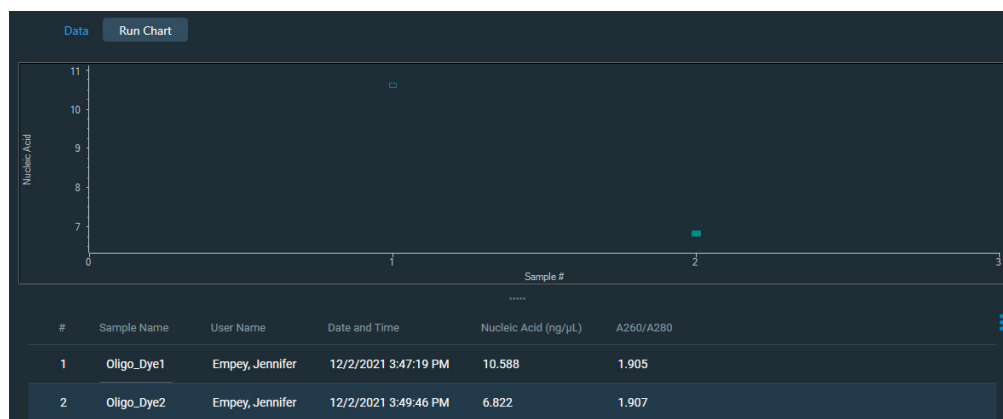 Data Run Chart
11
10
9
8
7
Nucleic Acid
0 1 2 3
Sample #
# Sample Name User Name Date and Time Nucleic Acid (ng/µL) A260/A280
1 Oligo_Dye1 Empey, Jennifer 12/2/2021 3:47:19 PM 10.588 1.905
2 Oligo_Dye2 Empey, Jennifer 12/2/2021 3:49:46 PM 6.822 1.907